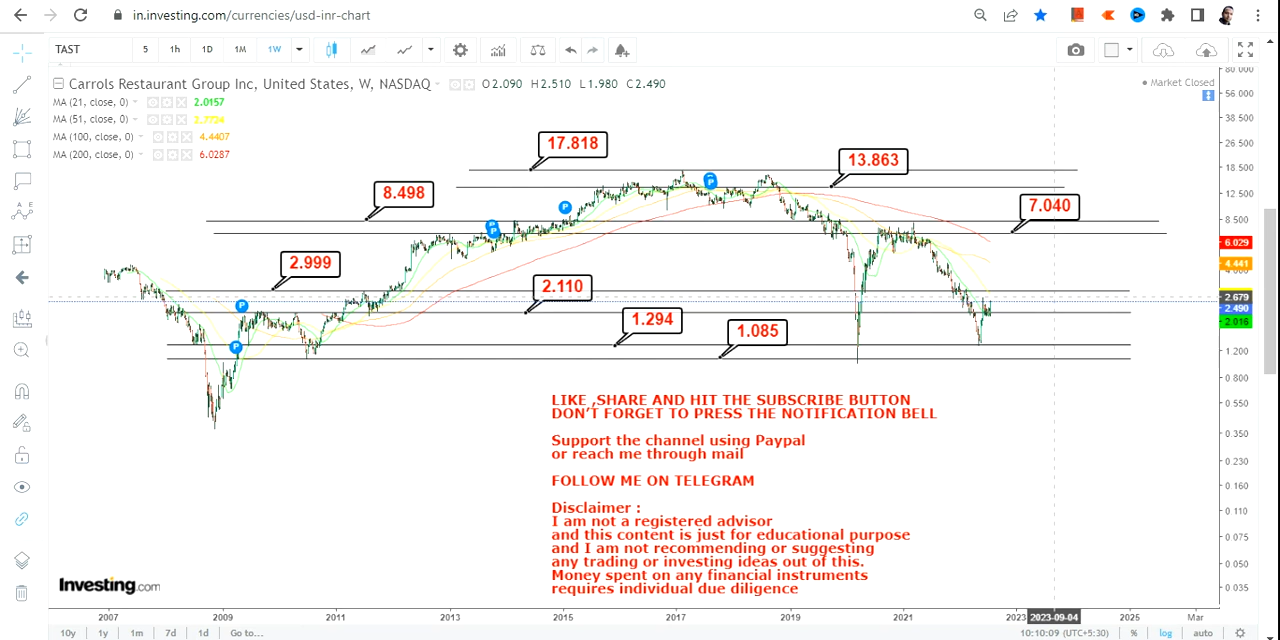 in.investing.com/currencies/usd-inr-chart
TAST 5 1h 1D 1M 1W
Carrols Restaurant Group Inc, United States, W, NASDAQ O2.090 H2.510 L1.980 C2.490
Market Closed
MA (21, close, 0) 2.0157
MA (51, close, 0)
MA (100, close, 0) 4.4407
MA (200, close, 0) 6.0287
17.818
13.863
8.498
7.040
2.999
2.110
1.294
1.085
P
P
P
P
P
56.000
38.500
26.500
18.500
12.500
8.500
6.029
4.441
2.679
2.490
2.016
1.200
0.800
0.550
0.350
0.230
0.160
0.110
0.075
0.050
0.035
LIKE ,SHARE AND HIT THE SUBSCRIBE BUTTON
DON'T FORGET TO PRESS THE NOTIFICATION BELL
Support the channel using Paypal
or reach me through mail
FOLLOW ME ON TELEGRAM
Disclaimer :
I am not a registered advisor
and this content is just for educational purpose
and I am not recommending or suggesting
any trading or investing ideas out of this.
Money spent on any financial instruments
requires individual due diligence
Investing.com
2007 2009 2011 2013 2015 2017 2019 2021 2023 2023-09-04 2025 Mar
10y 1y 1m 7d 1d Go to... 10:10:09 (UTC+5:30) % log auto